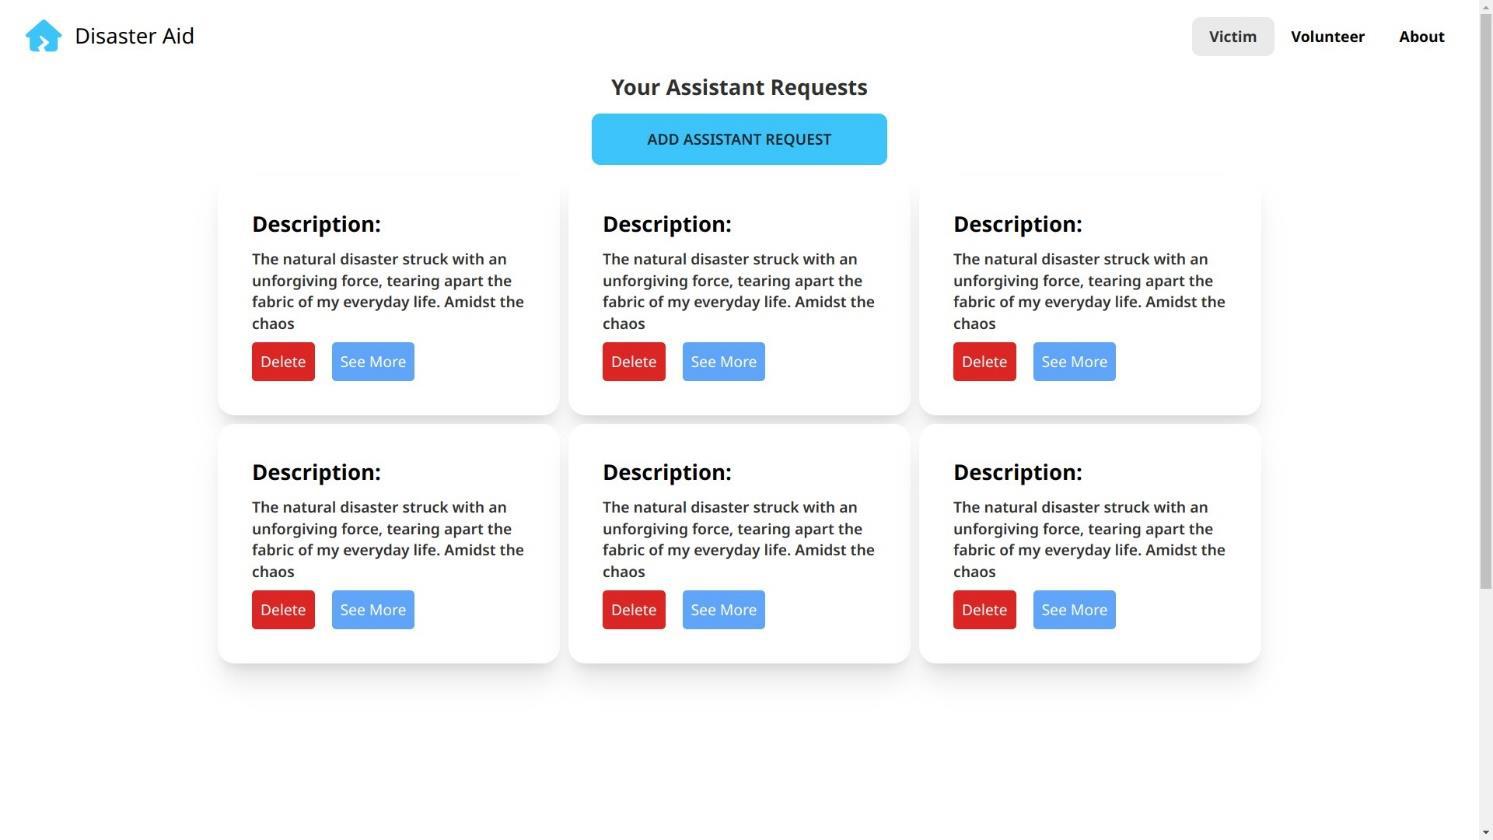 Disaster Aid
Victim
Volunteer
About
Your Assistant Requests
ADD ASSISTANT REQUEST
Description:
The natural disaster struck with an
unforgiving force, tearing apart the
fabric of my everyday life. Amidst the
chaos
Delete
See More
Description:
The natural disaster struck with an
unforgiving force, tearing apart the
fabric of my everyday life. Amidst the
chaos
Delete
See More
Description:
The natural disaster struck with an
unforgiving force, tearing apart the
fabric of my everyday life. Amidst the
chaos
Delete
See More
Description:
The natural disaster struck with an
unforgiving force, tearing apart the
fabric of my everyday life. Amidst the
chaos
Delete
See More
Description:
The natural disaster struck with an
unforgiving force, tearing apart the
fabric of my everyday life. Amidst the
chaos
Delete
See More
Description:
The natural disaster struck with an
unforgiving force, tearing apart the
fabric of my everyday life. Amidst the
chaos
Delete
See More